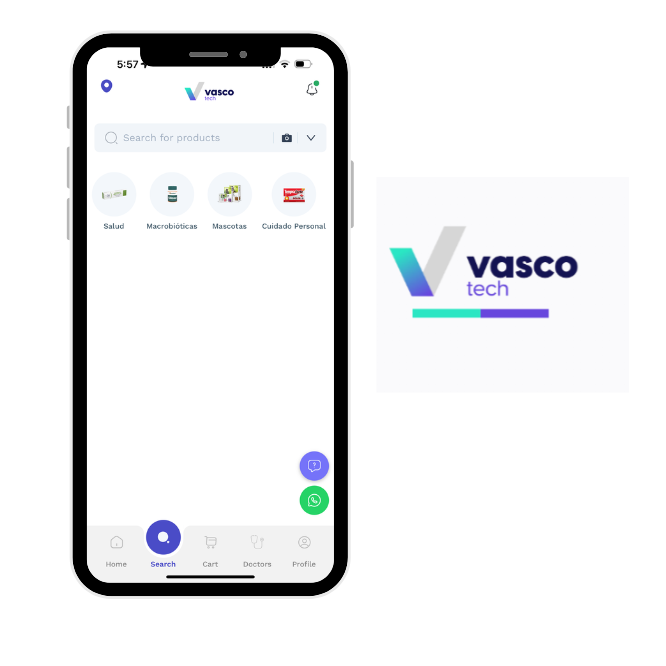 5:57
vasco
tech
Search for products
Salud
Macrobióticas
Mascotas
Cuidado Personal
Home
Search
Cart
Doctors
Profile
vasco
tech